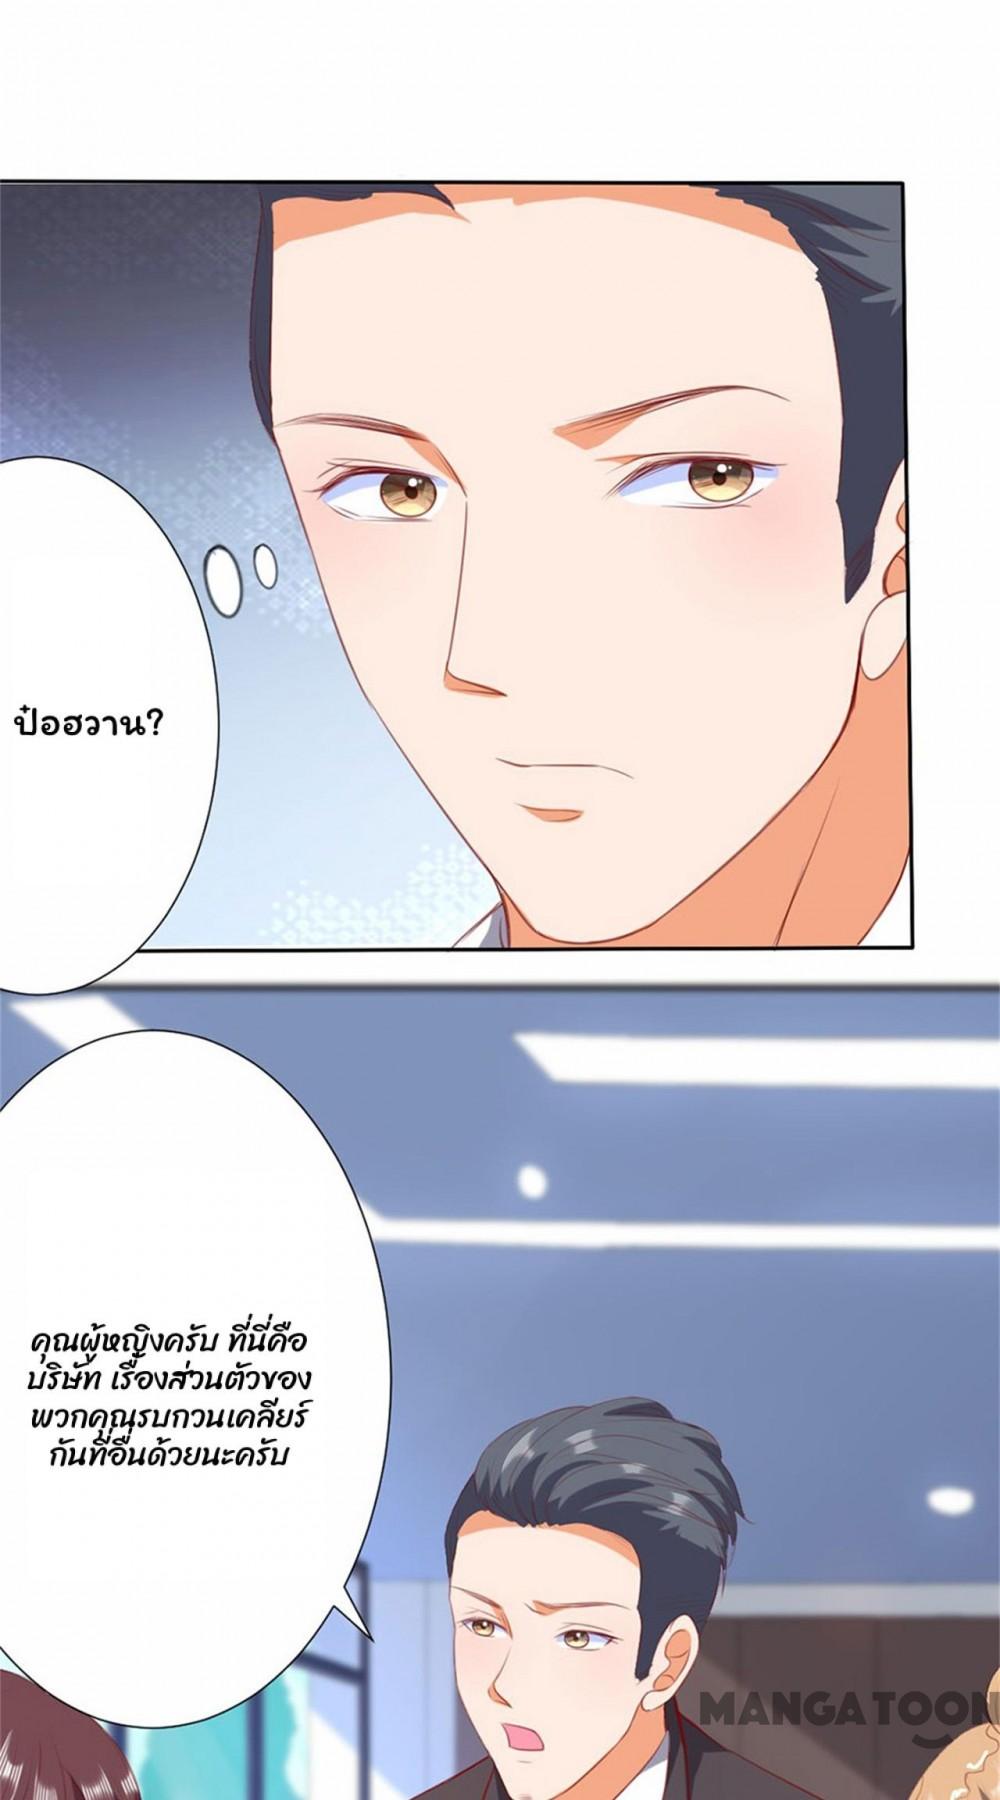 ป๋อฮวาน?
คุณผู้หญิงครับ ที่นี่คือ
บริษัท เรื่องส่วนตัวของ
พวกคุณรบกวนเคลียร์
กันที่อื่นด้วยนะครับ
MANGATOON